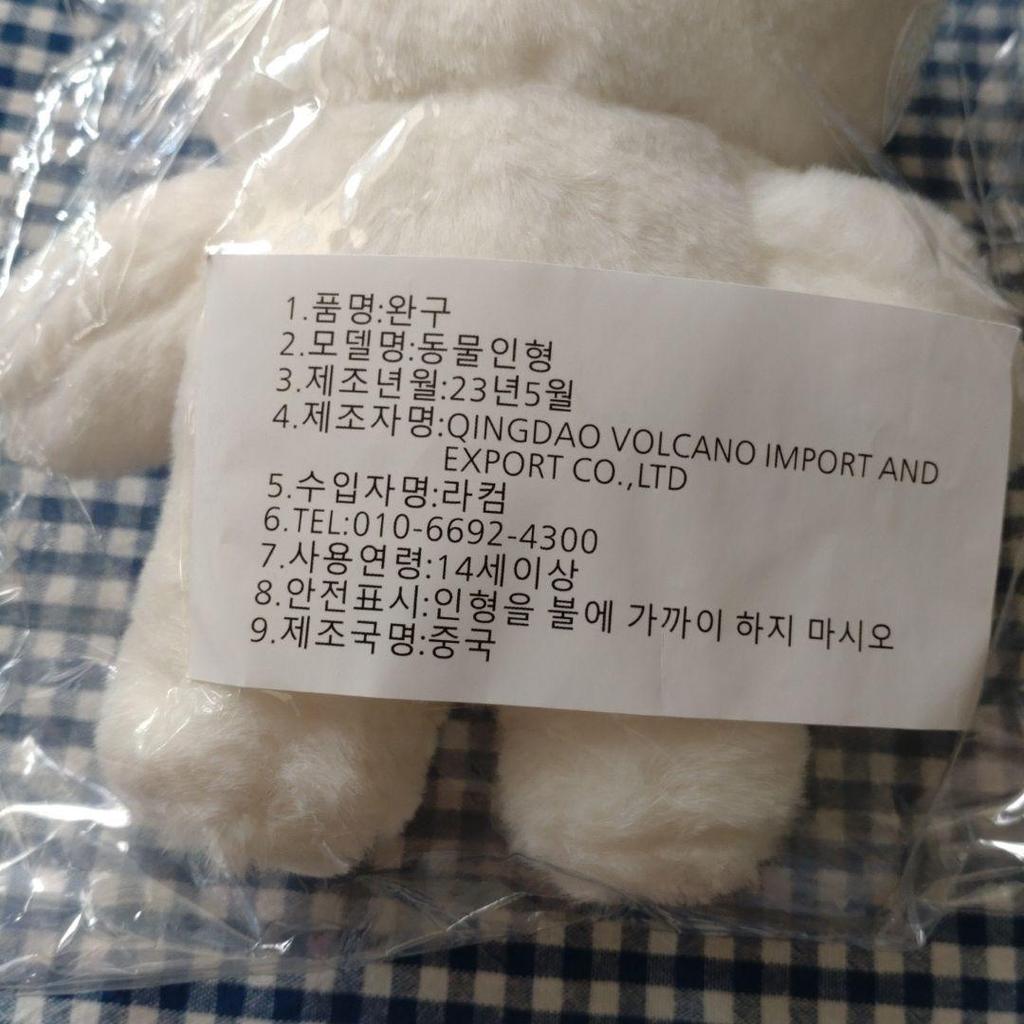 1.품명:완구
2.모델명:동물인형
3.제조년월:23년5월
4.제조자명:QINGDAO VOLCANO IMPORT AND
EXPORT CO.,LTD
5.수입자명:라컴
6.TEL:010-6692-4300
7.사용연령:14세이상
8.안전표시:인형을 불에 가까이 하지 마시오
9.제조국명:중국